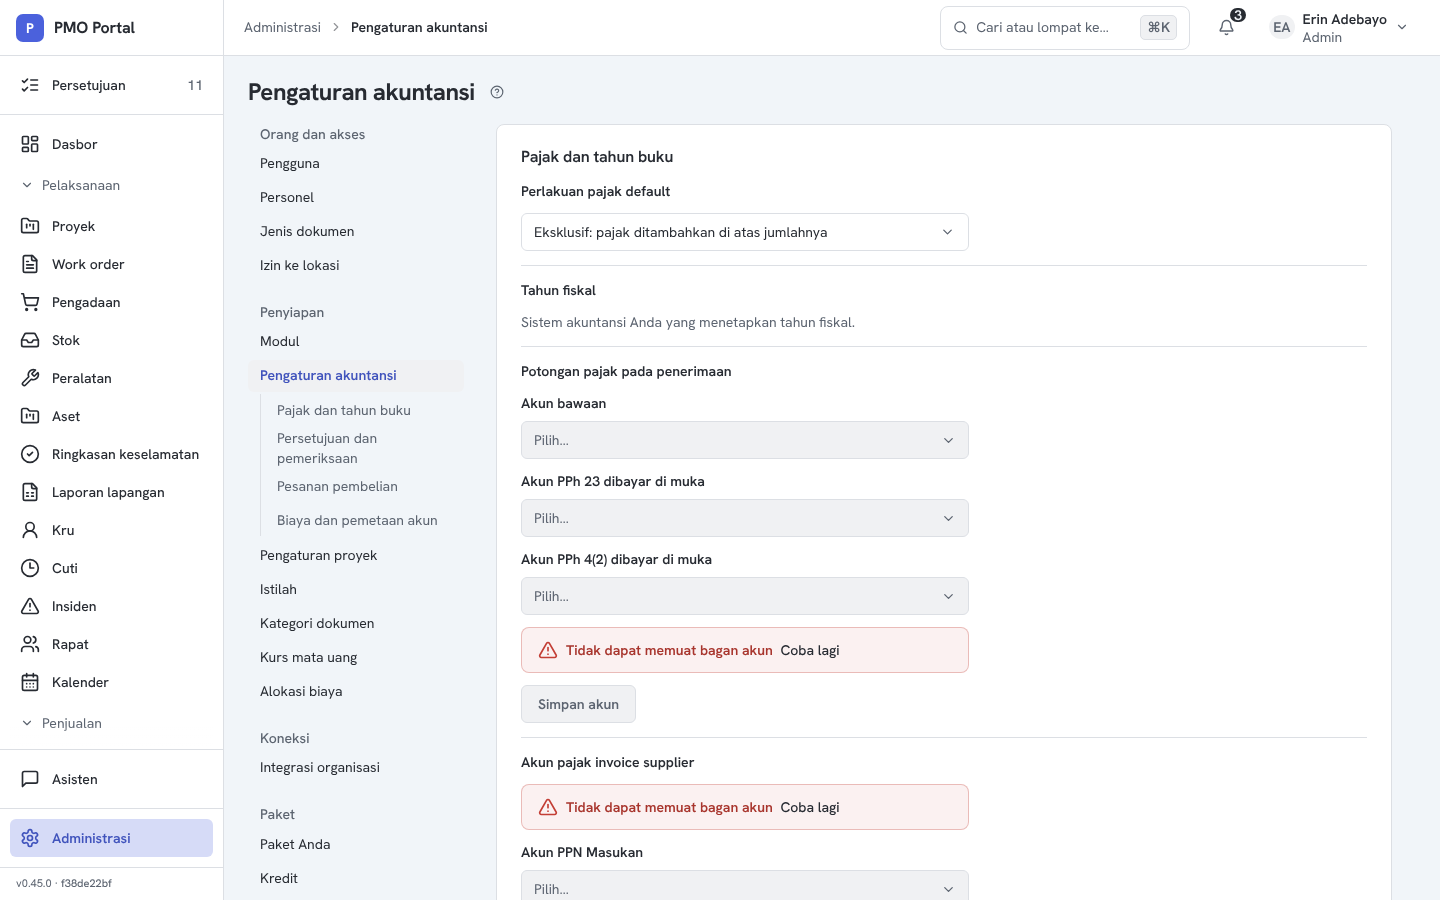 P PMO Portal
Administrasi > Pengaturan akuntansi
Cari atau lompat ke... ⌘K
3
EA Erin Adebayo
Admin
Persetujuan 11
Dasbor
Pelaksanaan
Proyek
Work order
Pengadaan
Stok
Peralatan
Aset
Ringkasan keselamatan
Laporan lapangan
Kru
Cuti
Insiden
Rapat
Kalender
Penjualan
Asisten
Administrasi
v0.45.0 · f38de22bf
Pengaturan akuntansi
Orang dan akses
Pengguna
Personel
Jenis dokumen
Izin ke lokasi
Penyiapan
Modul
Pengaturan akuntansi
Pajak dan tahun buku
Persetujuan dan
pemeriksaan
Pesanan pembelian
Biaya dan pemetaan akun
Pengaturan proyek
Istilah
Kategori dokumen
Kurs mata uang
Alokasi biaya
Koneksi
Integrasi organisasi
Paket
Paket Anda
Kredit
Pajak dan tahun buku
Perlakuan pajak default
Eksklusif: pajak ditambahkan di atas jumlahnya
Tahun fiskal
Sistem akuntansi Anda yang menetapkan tahun fiskal.
Potongan pajak pada penerimaan
Akun bawaan
Pilih...
Akun PPh 23 dibayar di muka
Pilih...
Akun PPh 4(2) dibayar di muka
Pilih...
Tidak dapat memuat bagan akun Coba lagi
Simpan akun
Akun pajak invoice supplier
Tidak dapat memuat bagan akun Coba lagi
Akun PPN Masukan
Pilih...